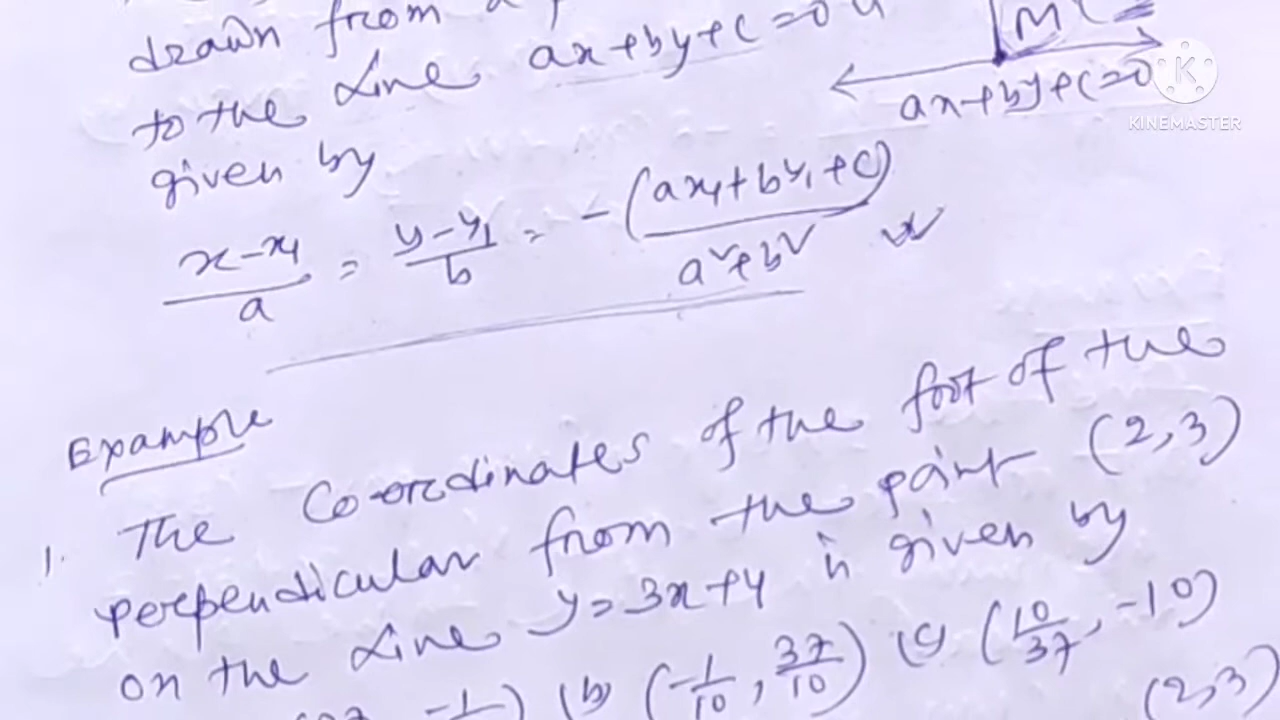 drawn from a
to the line ax+by+c=0
given by
M
ax+by+c=0
KINEMASTER
(x-x₁)/a = (y-y₁)/b = -(ax₁+by₁+c)/(a²+b²)
Example
1. The Co-ordinates of the foot of the
perpendicular from the point (2,3)
on the line y=3x+4 is given by
(b) (-1/10, 37/10) (c) (10/37, -10)
(2,3)